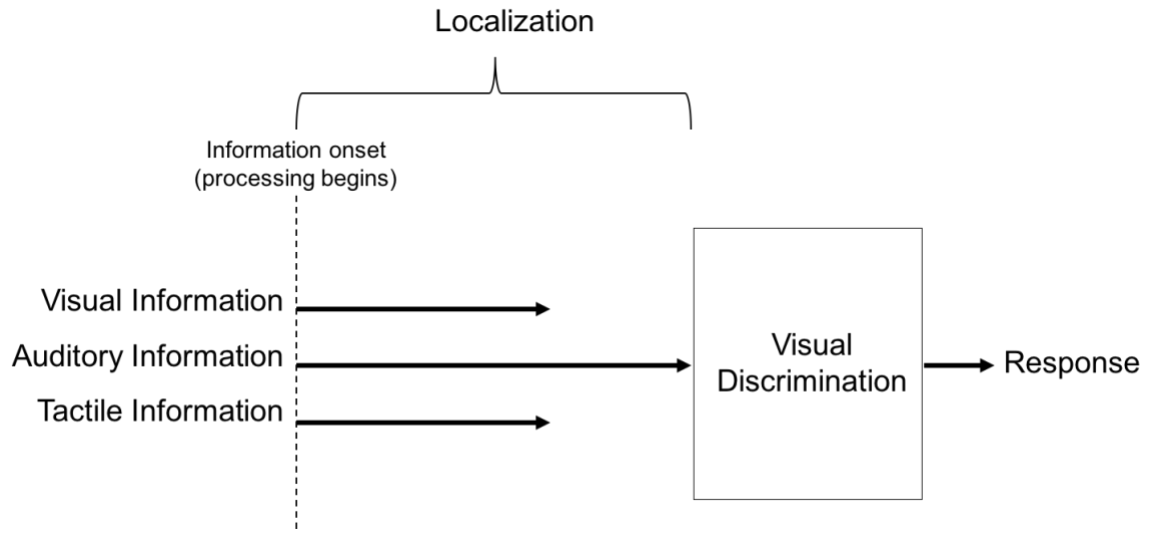 Localization
Information onset
(processing begins)
Visual Information
Auditory Information
Tactile Information
Visual
Discrimination
Response